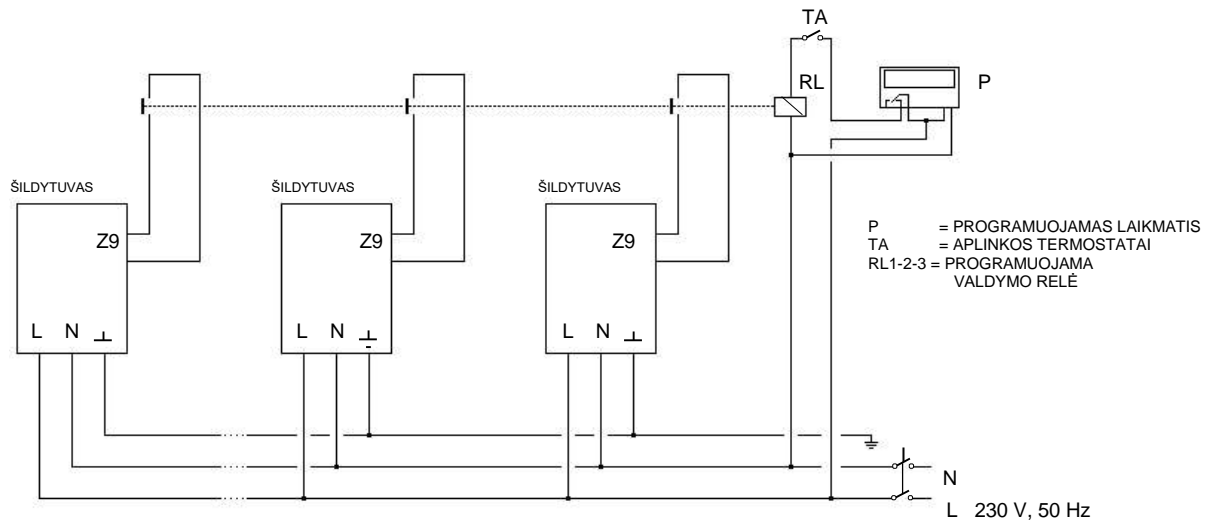 TA
RL
P
ŠILDYTUVAS
ŠILDYTUVAS
ŠILDYTUVAS
Z9
Z9
Z9
P = PROGRAMUOJAMAS LAIKMATIS
TA = APLINKOS TERMOSTATAI
RL1-2-3 = PROGRAMUOJAMA
VALDYMO RELĖ
L N
L N
L N
N
L 230 V, 50 Hz